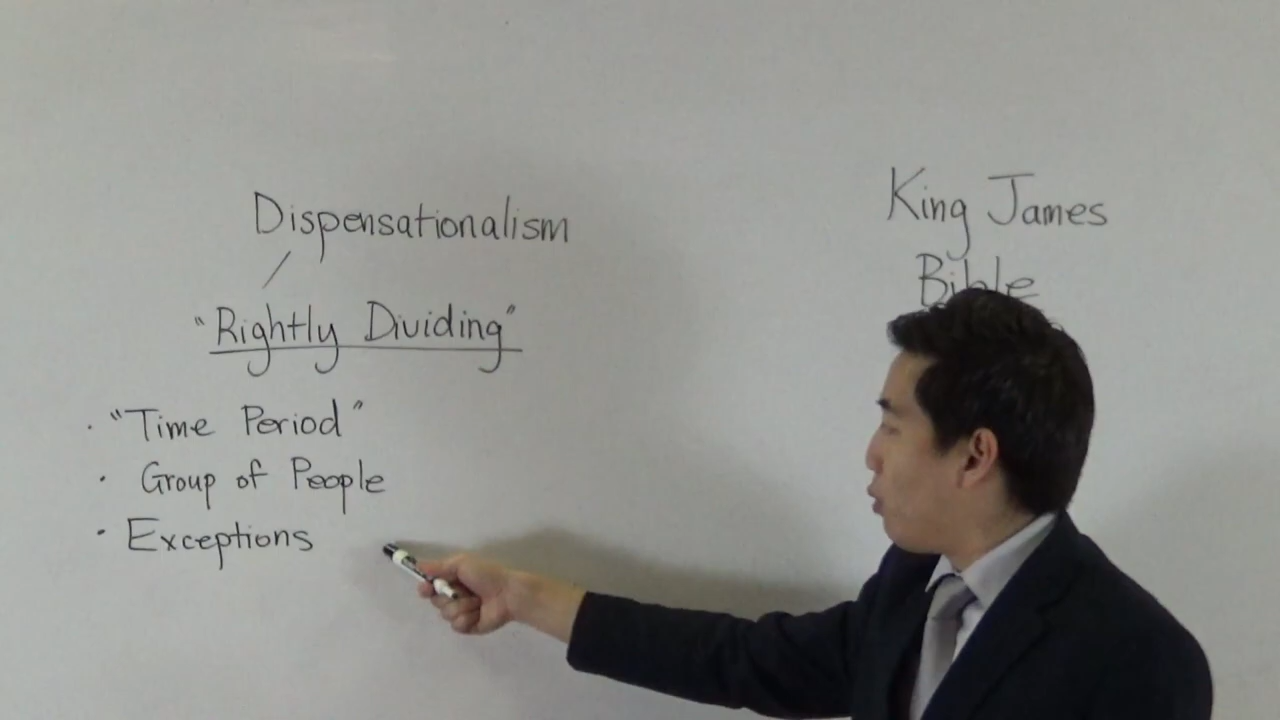 Dispensationalism
"Rightly Dividing"
· "Time Period"
· Group of People
· Exceptions
King James
Bible